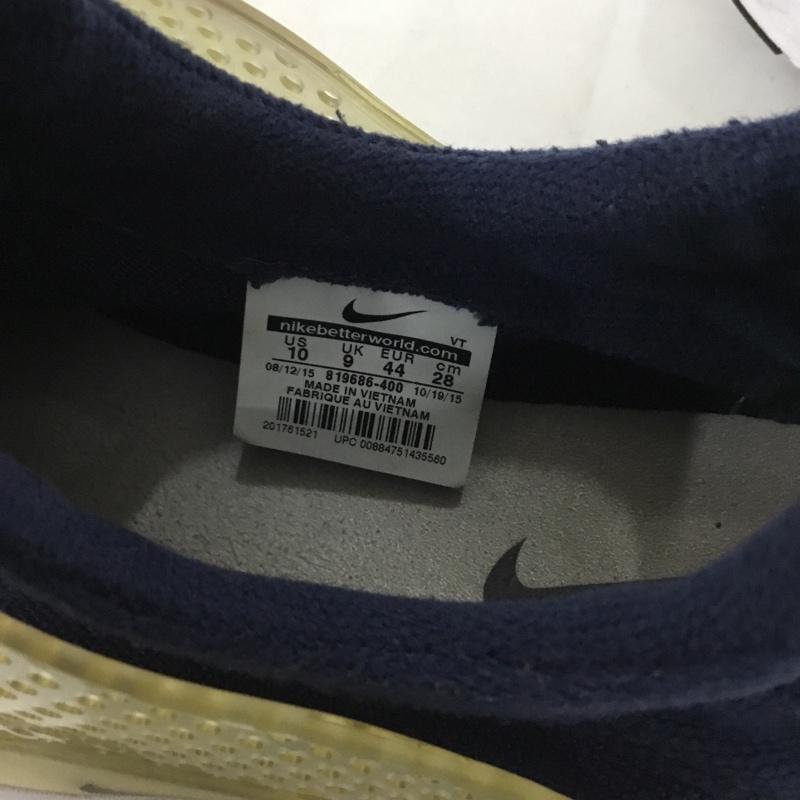 nikebetterworld.com
VT
US UK EUR cm
10 9 44 28
08/12/15 819686-400 10/19/15
MADE IN VIETNAM
FABRIQUE AU VIETNAM
201761521 UPC 00884751435560